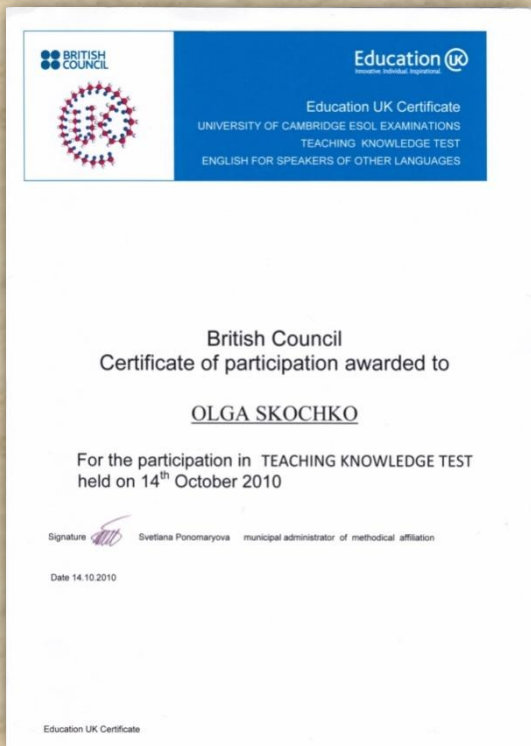 BRITISH
COUNCIL
UK
Education UK
Innovative. Individual. Inspirational.
Education UK Certificate
UNIVERSITY OF CAMBRIDGE ESOL EXAMINATIONS
TEACHING KNOWLEDGE TEST
ENGLISH FOR SPEAKERS OF OTHER LANGUAGES
British Council
Certificate of participation awarded to
OLGA SKOCHKO
For the participation in TEACHING KNOWLEDGE TEST
held on 14th October 2010
Signature Svetlana Ponomaryova municipal administrator of methodical affiliation
Date 14.10.2010
Education UK Certificate